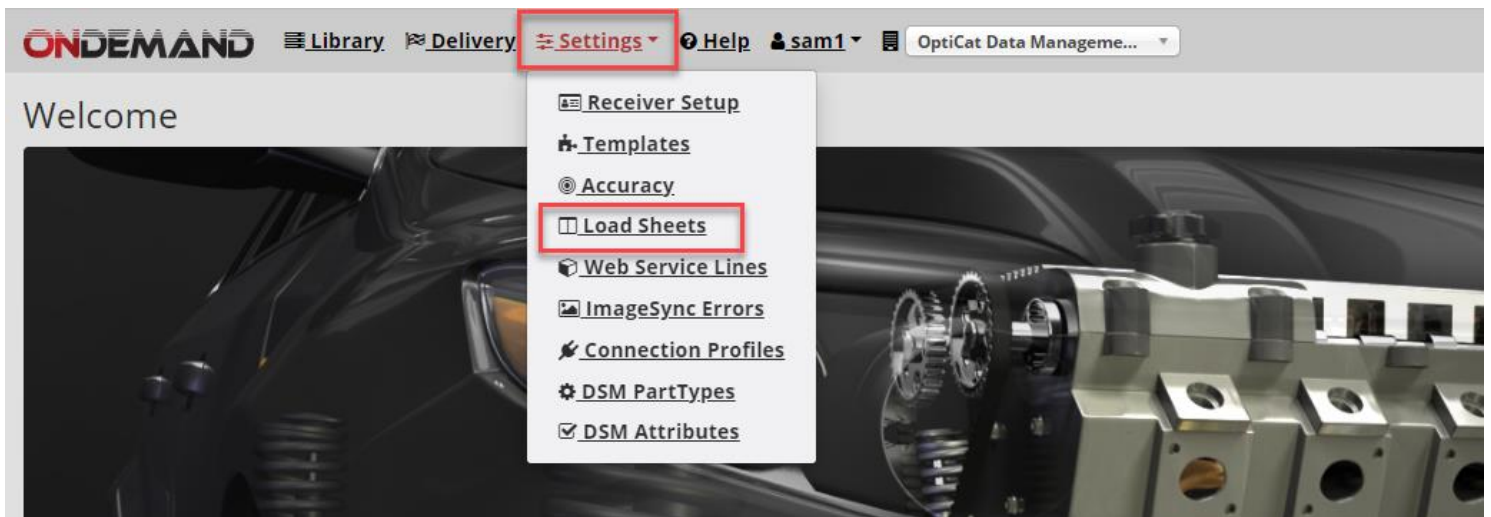 ONDEMAND Library Delivery Settings Help sam1 OptiCat Data Manageme...
Welcome
Receiver Setup
Templates
Accuracy
Load Sheets
Web Service Lines
ImageSync Errors
Connection Profiles
DSM PartTypes
DSM Attributes